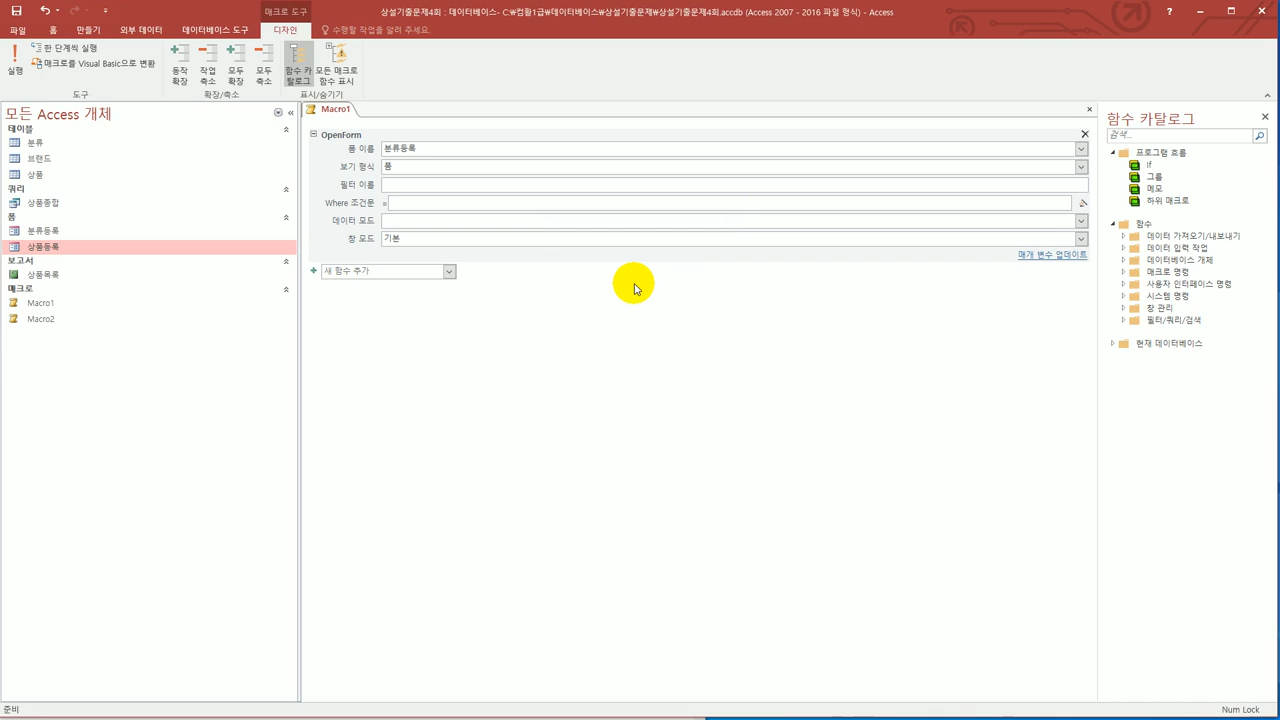 매크로 도구
상설기출문제4회 : 데이터베이스- C:₩컴활1급₩데이터베이스₩상설기출문제₩상설기출문제4회.accdb (Access 2007 - 2016 파일 형식) - Access
파일 홈 만들기 외부 데이터 데이터베이스 도구 디자인 수행할 작업을 알려 주세요.
실행
한 단계씩 실행
매크로를 Visual Basic으로 변환
도구
동작 확장
작업 축소
모두 확장
모두 축소
확장/축소
함수 카탈로그
모든 매크로 함수 표시
표시/숨기기
모든 Access 개체
테이블
분류
브랜드
상품
쿼리
상품종합
폼
분류등록
상품등록
보고서
상품목록
매크로
Macro1
Macro2
Macro1
OpenForm
폼 이름 분류등록
보기 형식 폼
필터 이름
Where 조건문 =
데이터 모드
창 모드 기본
매개 변수 업데이트
새 함수 추가
함수 카탈로그
검색...
프로그램 흐름
If
그룹
메모
하위 매크로
함수
데이터 가져오기/내보내기
데이터 입력 작업
데이터베이스 개체
매크로 명령
사용자 인터페이스 명령
시스템 명령
창 관리
필터/쿼리/검색
현재 데이터베이스
준비
Num Lock